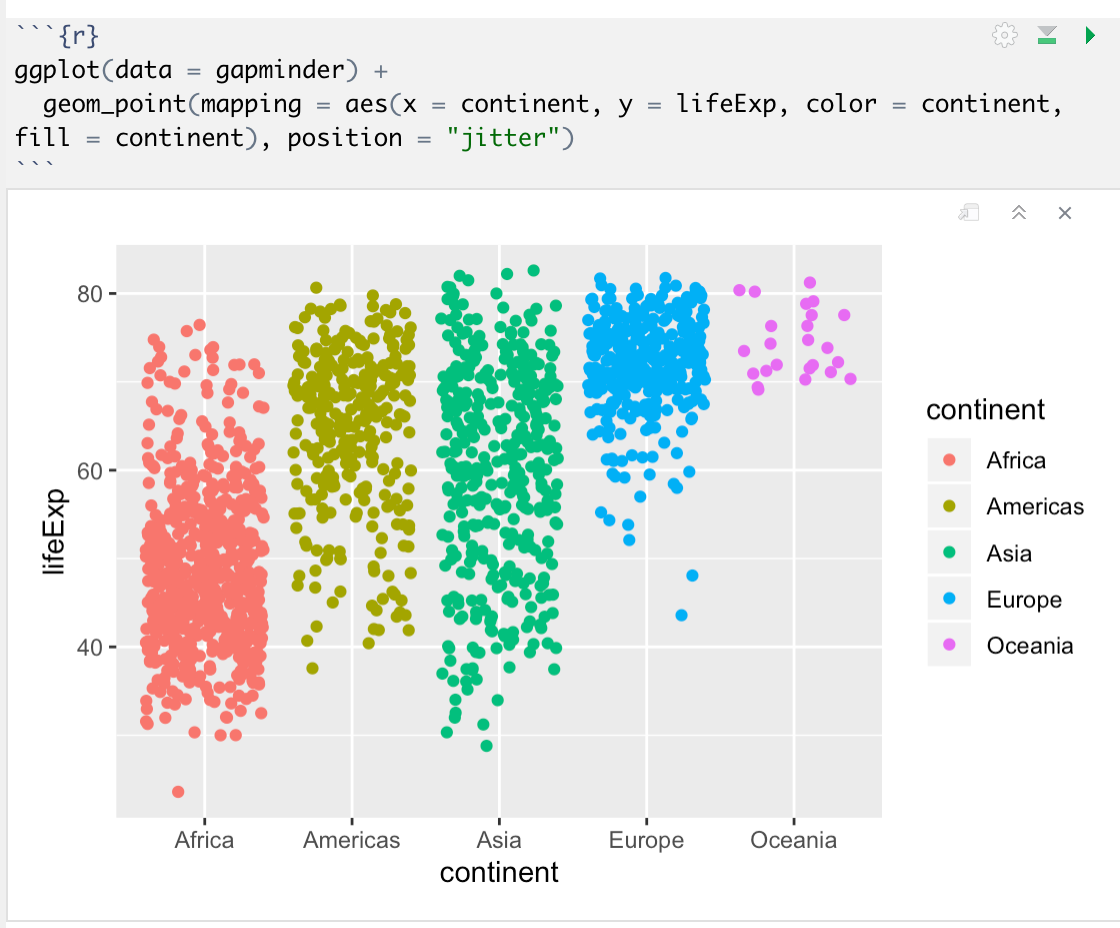 ```{r}
ggplot(data = gapminder) +
  geom_point(mapping = aes(x = continent, y = lifeExp, color = continent,
fill = continent), position = "jitter")
```
80
60
40
lifeExp
Africa Americas Asia Europe Oceania
continent
continent
Africa
Americas
Asia
Europe
Oceania